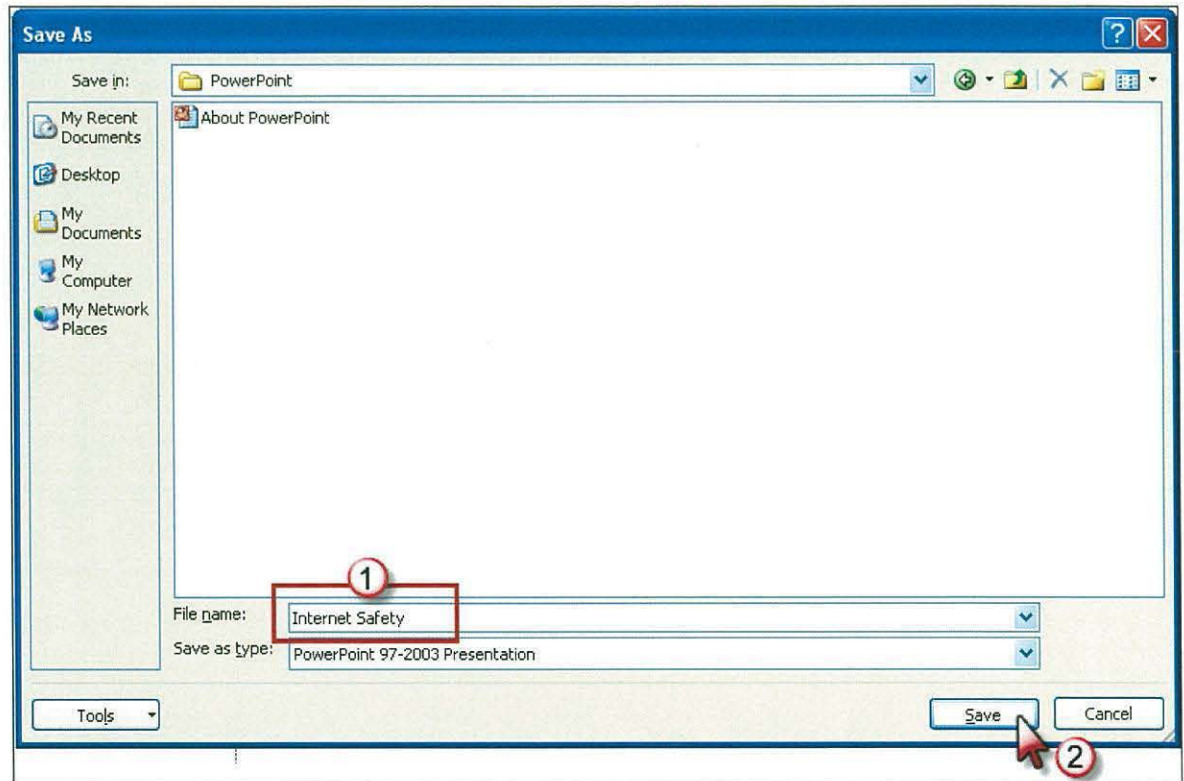 Save As
Save in:
PowerPoint
My Recent
Documents
Desktop
My
Documents
My
Computer
My Network
Places
About PowerPoint
1
File name:
Internet Safety
Save as type:
PowerPoint 97-2003 Presentation
Tools
Save
Cancel
2